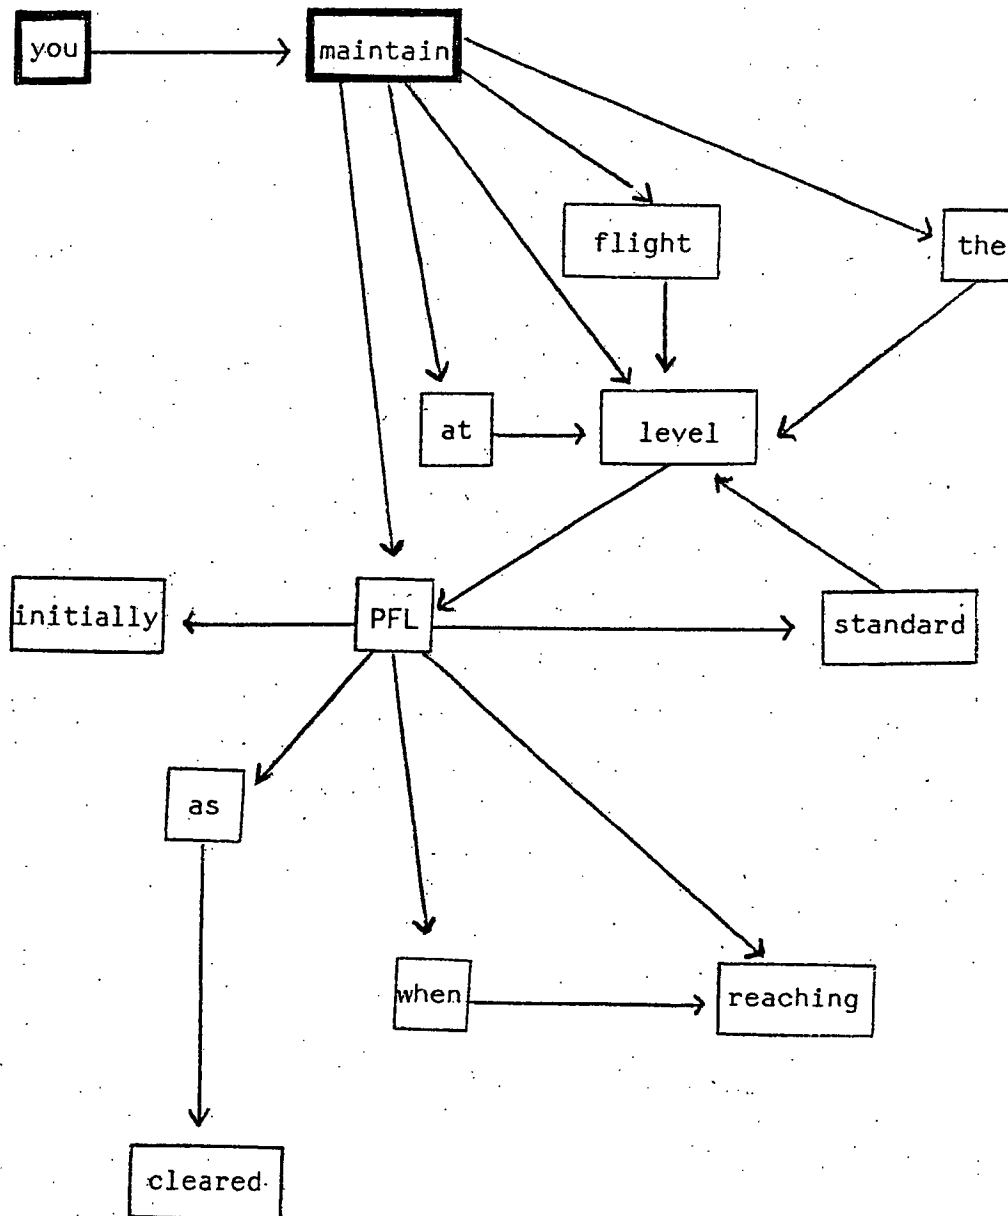 you
maintain
flight
the
at
level
initially
PFL
standard
as
when
reaching
cleared